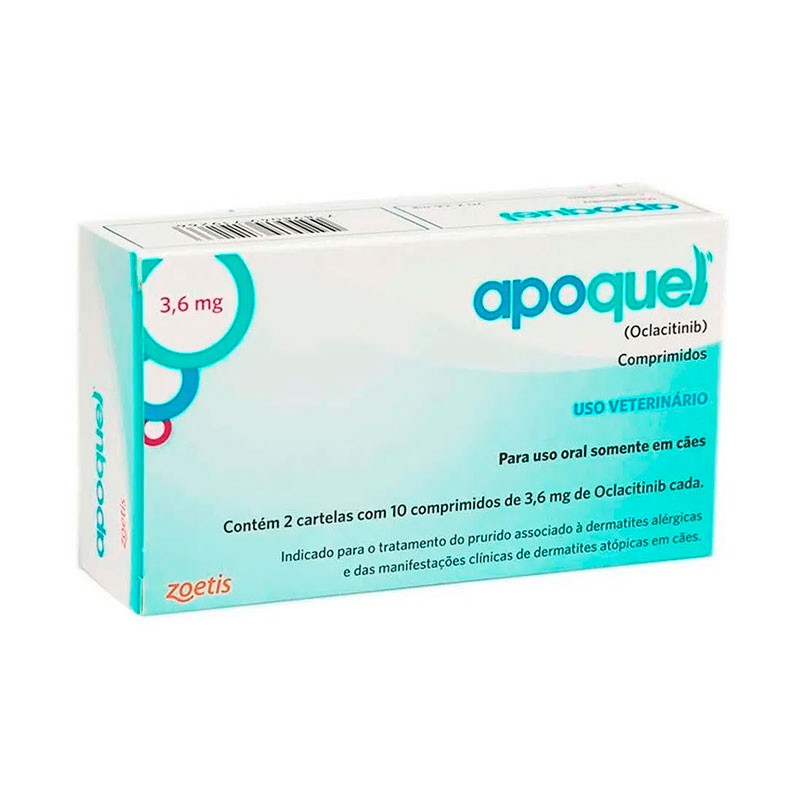 apoquel
3,6 mg
apoquel
(Oclacitinib)
Comprimidos
USO VETERINÁRIO
Para uso oral somente em cães
Contém 2 cartelas com 10 comprimidos de 3,6 mg de Oclacitinib cada.
Indicado para o tratamento do prurido associado à dermatites alérgicas
e das manifestações clínicas de dermatites atópicas em cães.
zoetis
apoquel
zoetis